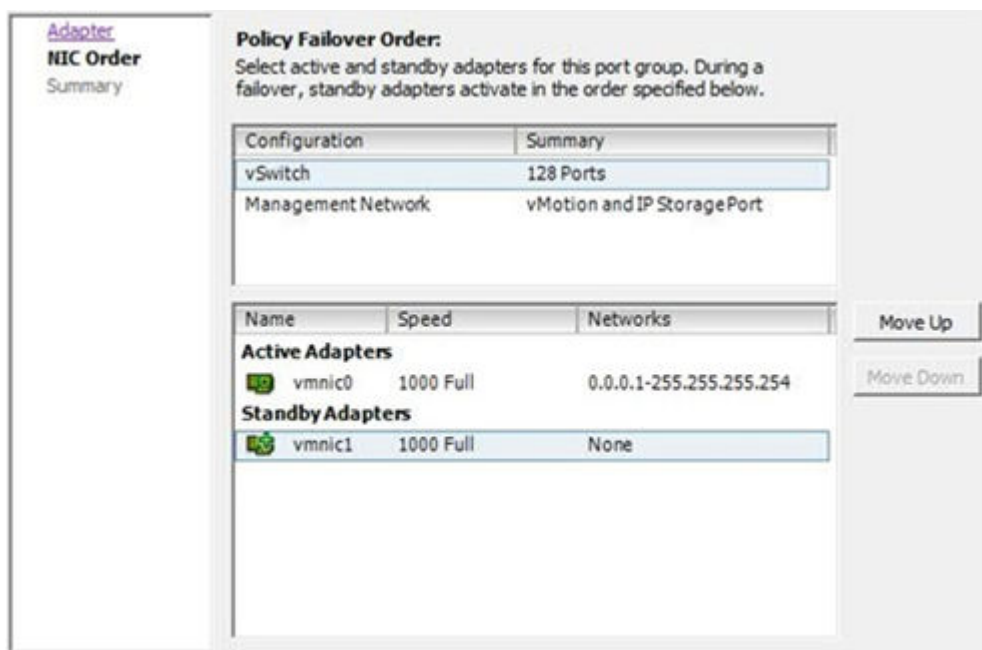 Adapter
NIC Order
Summary
Policy Failover Order:
Select active and standby adapters for this port group. During a
failover, standby adapters activate in the order specified below.
Configuration Summary
vSwitch 128 Ports
Management Network vMotion and IP StoragePort
Name Speed Networks
Active Adapters
vmnic0 1000 Full 0.0.0.1-255.255.255.254
Standby Adapters
vmnic1 1000 Full None
Move Up
Move Down